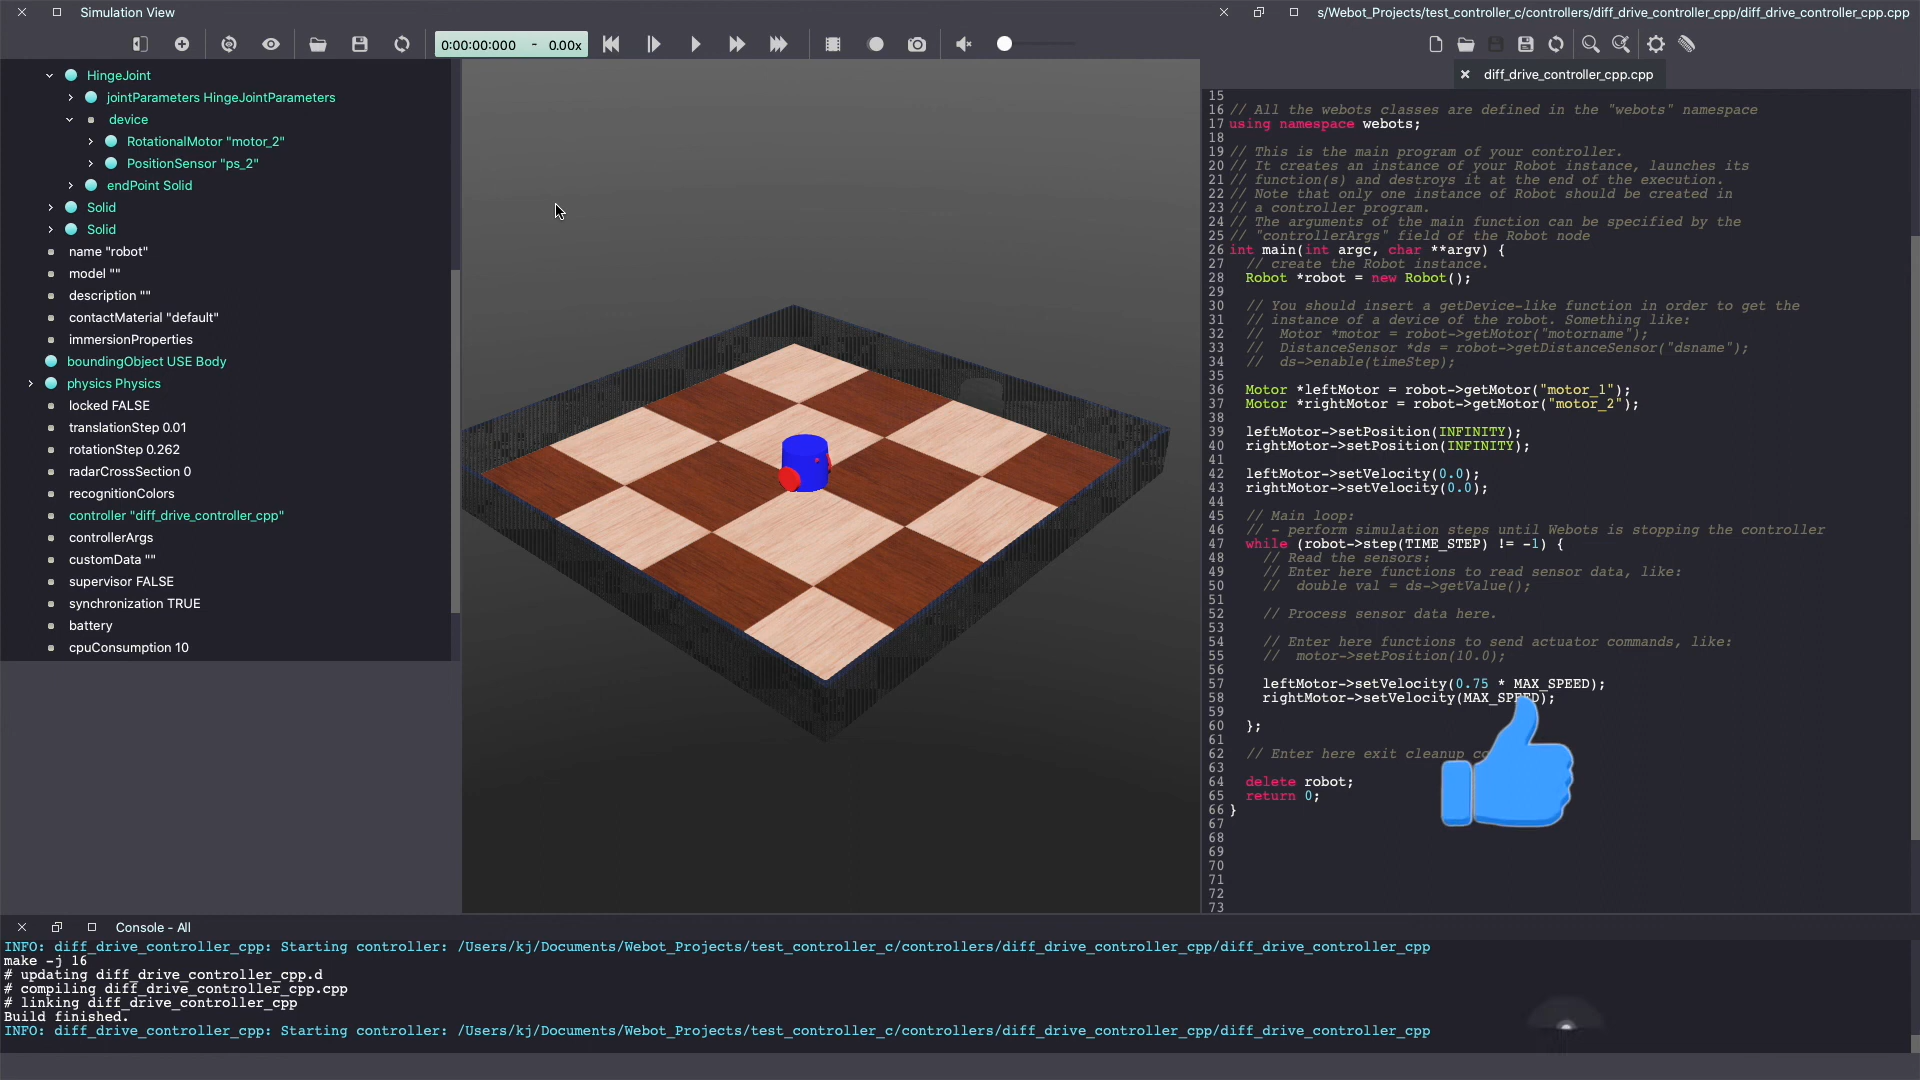 Simulation View
s/Webot_Projects/test_controller_c/controllers/diff_drive_controller_cpp/diff_drive_controller_cpp.cpp
0:00:00:000 - 0.00x
HingeJoint
jointParameters HingeJointParameters
device
RotationalMotor "motor_2"
PositionSensor "ps_2"
endPoint Solid
Solid
Solid
name "robot"
model ""
description ""
contactMaterial "default"
immersionProperties
boundingObject USE Body
physics Physics
locked FALSE
translationStep 0.01
rotationStep 0.262
radarCrossSection 0
recognitionColors
controller "diff_drive_controller_cpp"
controllerArgs
customData ""
supervisor FALSE
synchronization TRUE
battery
cpuConsumption 10
diff_drive_controller_cpp.cpp
15
16 // All the webots classes are defined in the "webots" namespace
17 using namespace webots;
18
19 // This is the main program of your controller.
20 // It creates an instance of your Robot instance, launches its
21 // function(s) and destroys it at the end of the execution.
22 // Note that only one instance of Robot should be created in
23 // a controller program.
24 // The arguments of the main function can be specified by the
25 // "controllerArgs" field of the Robot node
26 int main(int argc, char **argv) {
27 // create the Robot instance.
28 Robot *robot = new Robot();
29
30 // You should insert a getDevice-like function in order to get the
31 // instance of a device of the robot. Something like:
32 //  Motor *motor = robot->getMotor("motorname");
33 //  DistanceSensor *ds = robot->getDistanceSensor("dsname");
34 //  ds->enable(timeStep);
35
36 Motor *leftMotor = robot->getMotor("motor_1");
37 Motor *rightMotor = robot->getMotor("motor_2");
38
39 leftMotor->setPosition(INFINITY);
40 rightMotor->setPosition(INFINITY);
41
42 leftMotor->setVelocity(0.0);
43 rightMotor->setVelocity(0.0);
44
45 // Main loop:
46 // - perform simulation steps until Webots is stopping the controller
47 while (robot->step(TIME_STEP) != -1) {
48 // Read the sensors:
49 // Enter here functions to read sensor data, like:
50 //  double val = ds->getValue();
51
52 // Process sensor data here.
53
54 // Enter here functions to send actuator commands, like:
55 //  motor->setPosition(10.0);
56
57 leftMotor->setVelocity(0.75 * MAX_SPEED);
58 rightMotor->setVelocity(MAX_SPEED);
59
60 };
61
62 // Enter here exit cleanup
63
64 delete robot;
65 return 0;
66 }
67
68
69
70
71
72
73
Console - All
INFO: diff_drive_controller_cpp: Starting controller: /Users/kj/Documents/Webot_Projects/test_controller_c/controllers/diff_drive_controller_cpp/diff_drive_controller_cpp
make -j 16
# updating diff_drive_controller_cpp.d
# compiling diff_drive_controller_cpp.cpp
# linking diff_drive_controller_cpp
Build finished.
INFO: diff_drive_controller_cpp: Starting controller: /Users/kj/Documents/Webot_Projects/test_controller_c/controllers/diff_drive_controller_cpp/diff_drive_controller_cpp